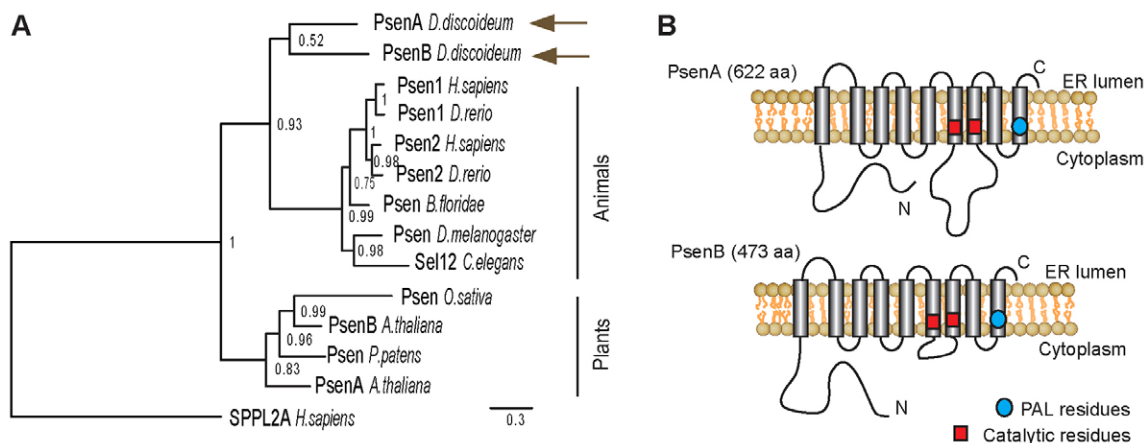 A
PsenA D.discoideum
0.52
PsenB D.discoideum
Psen1 H.sapiens
1
Psen1 D.rerio
0.93
1
Psen2 H.sapiens
0.98
Psen2 D.rerio
0.75
Psen B.floridae
0.99
Psen D.melanogaster
0.98
Sel12 C.elegans
1
Psen O.sativa
0.99
PsenB A.thaliana
0.96
Psen P.patens
0.83
PsenA A.thaliana
SPPL2A H.sapiens
0.3
Animals
Plants
B
PsenA (622 aa)
C
ER lumen
Cytoplasm
N
PsenB (473 aa)
C
ER lumen
Cytoplasm
N
PAL residues
Catalytic residues